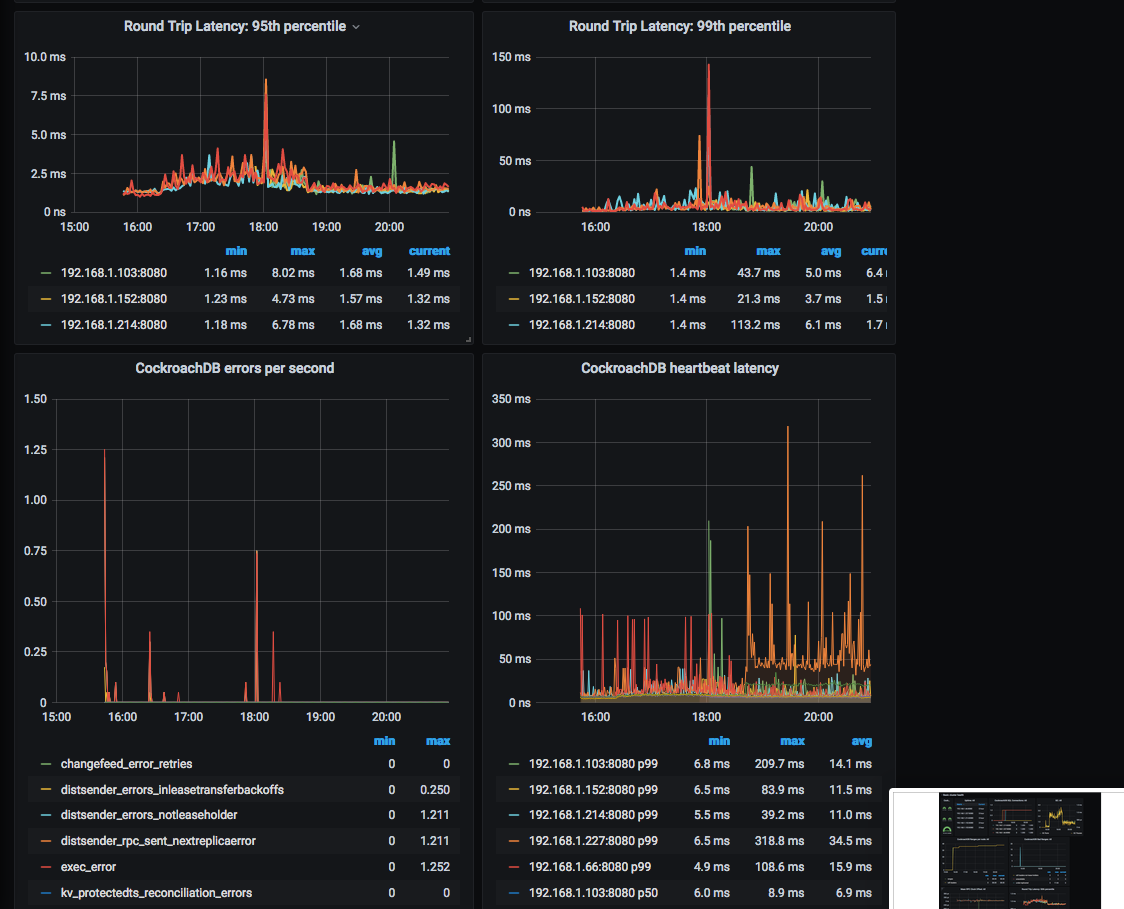 Round Trip Latency: 95th percentile
10.0 ms
7.5 ms
5.0 ms
2.5 ms
0 ns
15:00 16:00 17:00 18:00 19:00 20:00
min max avg current
192.168.1.103:8080 1.16 ms 8.02 ms 1.68 ms 1.49 ms
192.168.1.152:8080 1.23 ms 4.73 ms 1.57 ms 1.32 ms
192.168.1.214:8080 1.18 ms 6.78 ms 1.68 ms 1.32 ms
Round Trip Latency: 99th percentile
150 ms
100 ms
50 ms
0 ns
16:00 18:00 20:00
min max avg curr
192.168.1.103:8080 1.4 ms 43.7 ms 5.0 ms 6.4
192.168.1.152:8080 1.4 ms 21.3 ms 3.7 ms 1.5
192.168.1.214:8080 1.4 ms 113.2 ms 6.1 ms 1.7
CockroachDB errors per second
1.50
1.25
1.00
0.75
0.50
0.25
0
15:00 16:00 17:00 18:00 19:00 20:00
min max
changefeed_error_retries 0 0
distsender_errors_inleasetransferbackoffs 0 0.250
distsender_errors_notleaseholder 0 1.211
distsender_rpc_sent_nextreplicaerror 0 1.211
exec_error 0 1.252
kv_protectedts_reconciliation_errors 0 0
CockroachDB heartbeat latency
350 ms
300 ms
250 ms
200 ms
150 ms
100 ms
50 ms
0 ns
16:00 18:00 20:00
min max avg
192.168.1.103:8080 p99 6.8 ms 209.7 ms 14.1 ms
192.168.1.152:8080 p99 6.5 ms 83.9 ms 11.5 ms
192.168.1.214:8080 p99 5.5 ms 39.2 ms 11.0 ms
192.168.1.227:8080 p99 6.5 ms 318.8 ms 34.5 ms
192.168.1.66:8080 p99 4.9 ms 108.6 ms 15.9 ms
192.168.1.103:8080 p50 6.0 ms 8.9 ms 6.9 ms